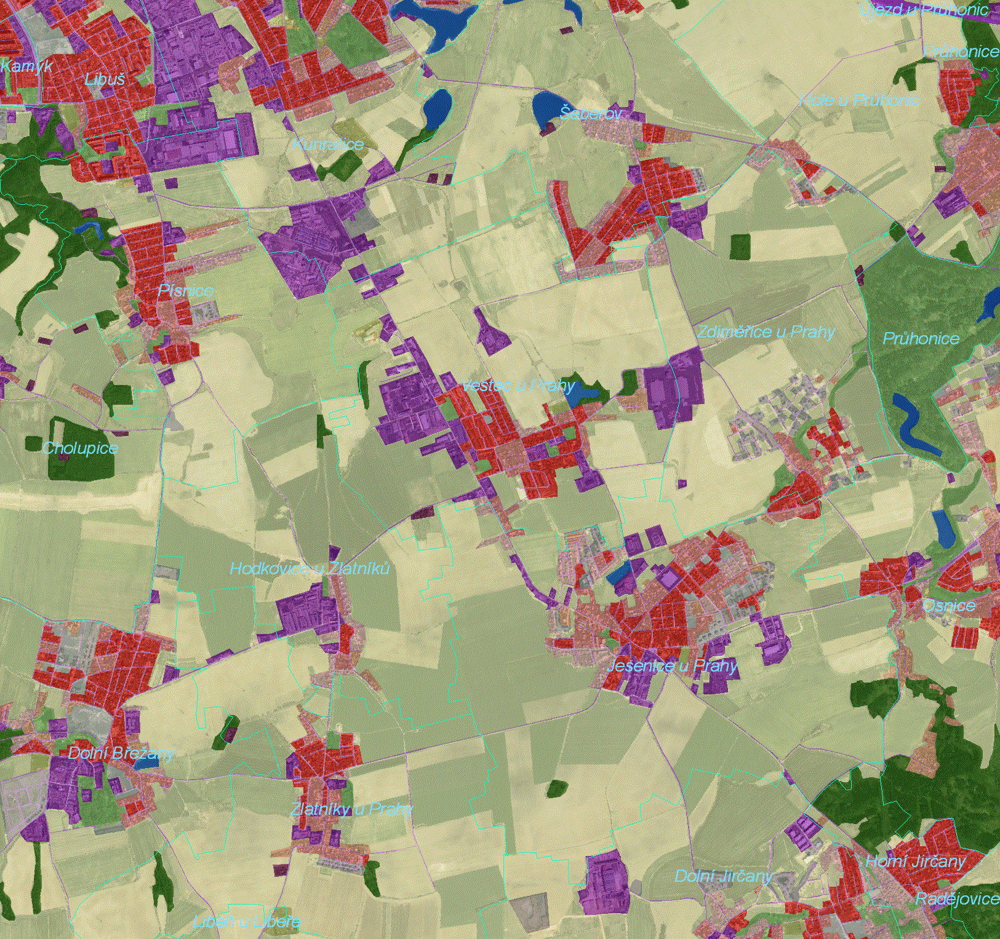 Újezd u Průhonic
Průhonice
Kamýk
Libuš
Hole u Průhonic
Šeberov
Kunratice
Písnice
Zdiměřice u Prahy
Průhonice
Vestec u Prahy
Cholupice
Hodkovice u Zlatníků
Osnice
Jesenice u Prahy
Dolní Břežany
Zlatníky u Prahy
Horní Jirčany
Dolní Jirčany
Radějovice
Libeň u Libeře